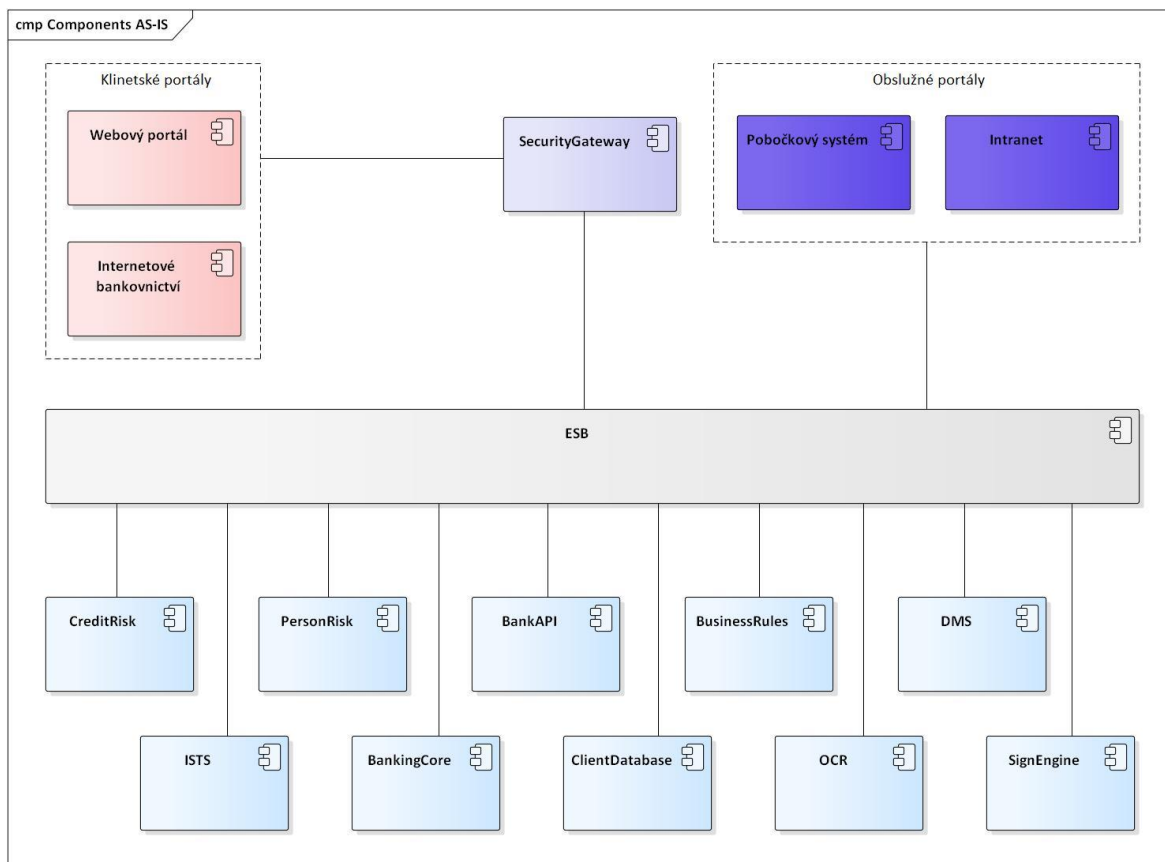 cmp Components AS-IS
Klinetské portály
Obslužné portály
Webový portál
SecurityGateway
Pobočkový systém
Intranet
Internetové
bankovnictví
ESB
CreditRisk
PersonRisk
BankAPI
BusinessRules
DMS
ISTS
BankingCore
ClientDatabase
OCR
SignEngine